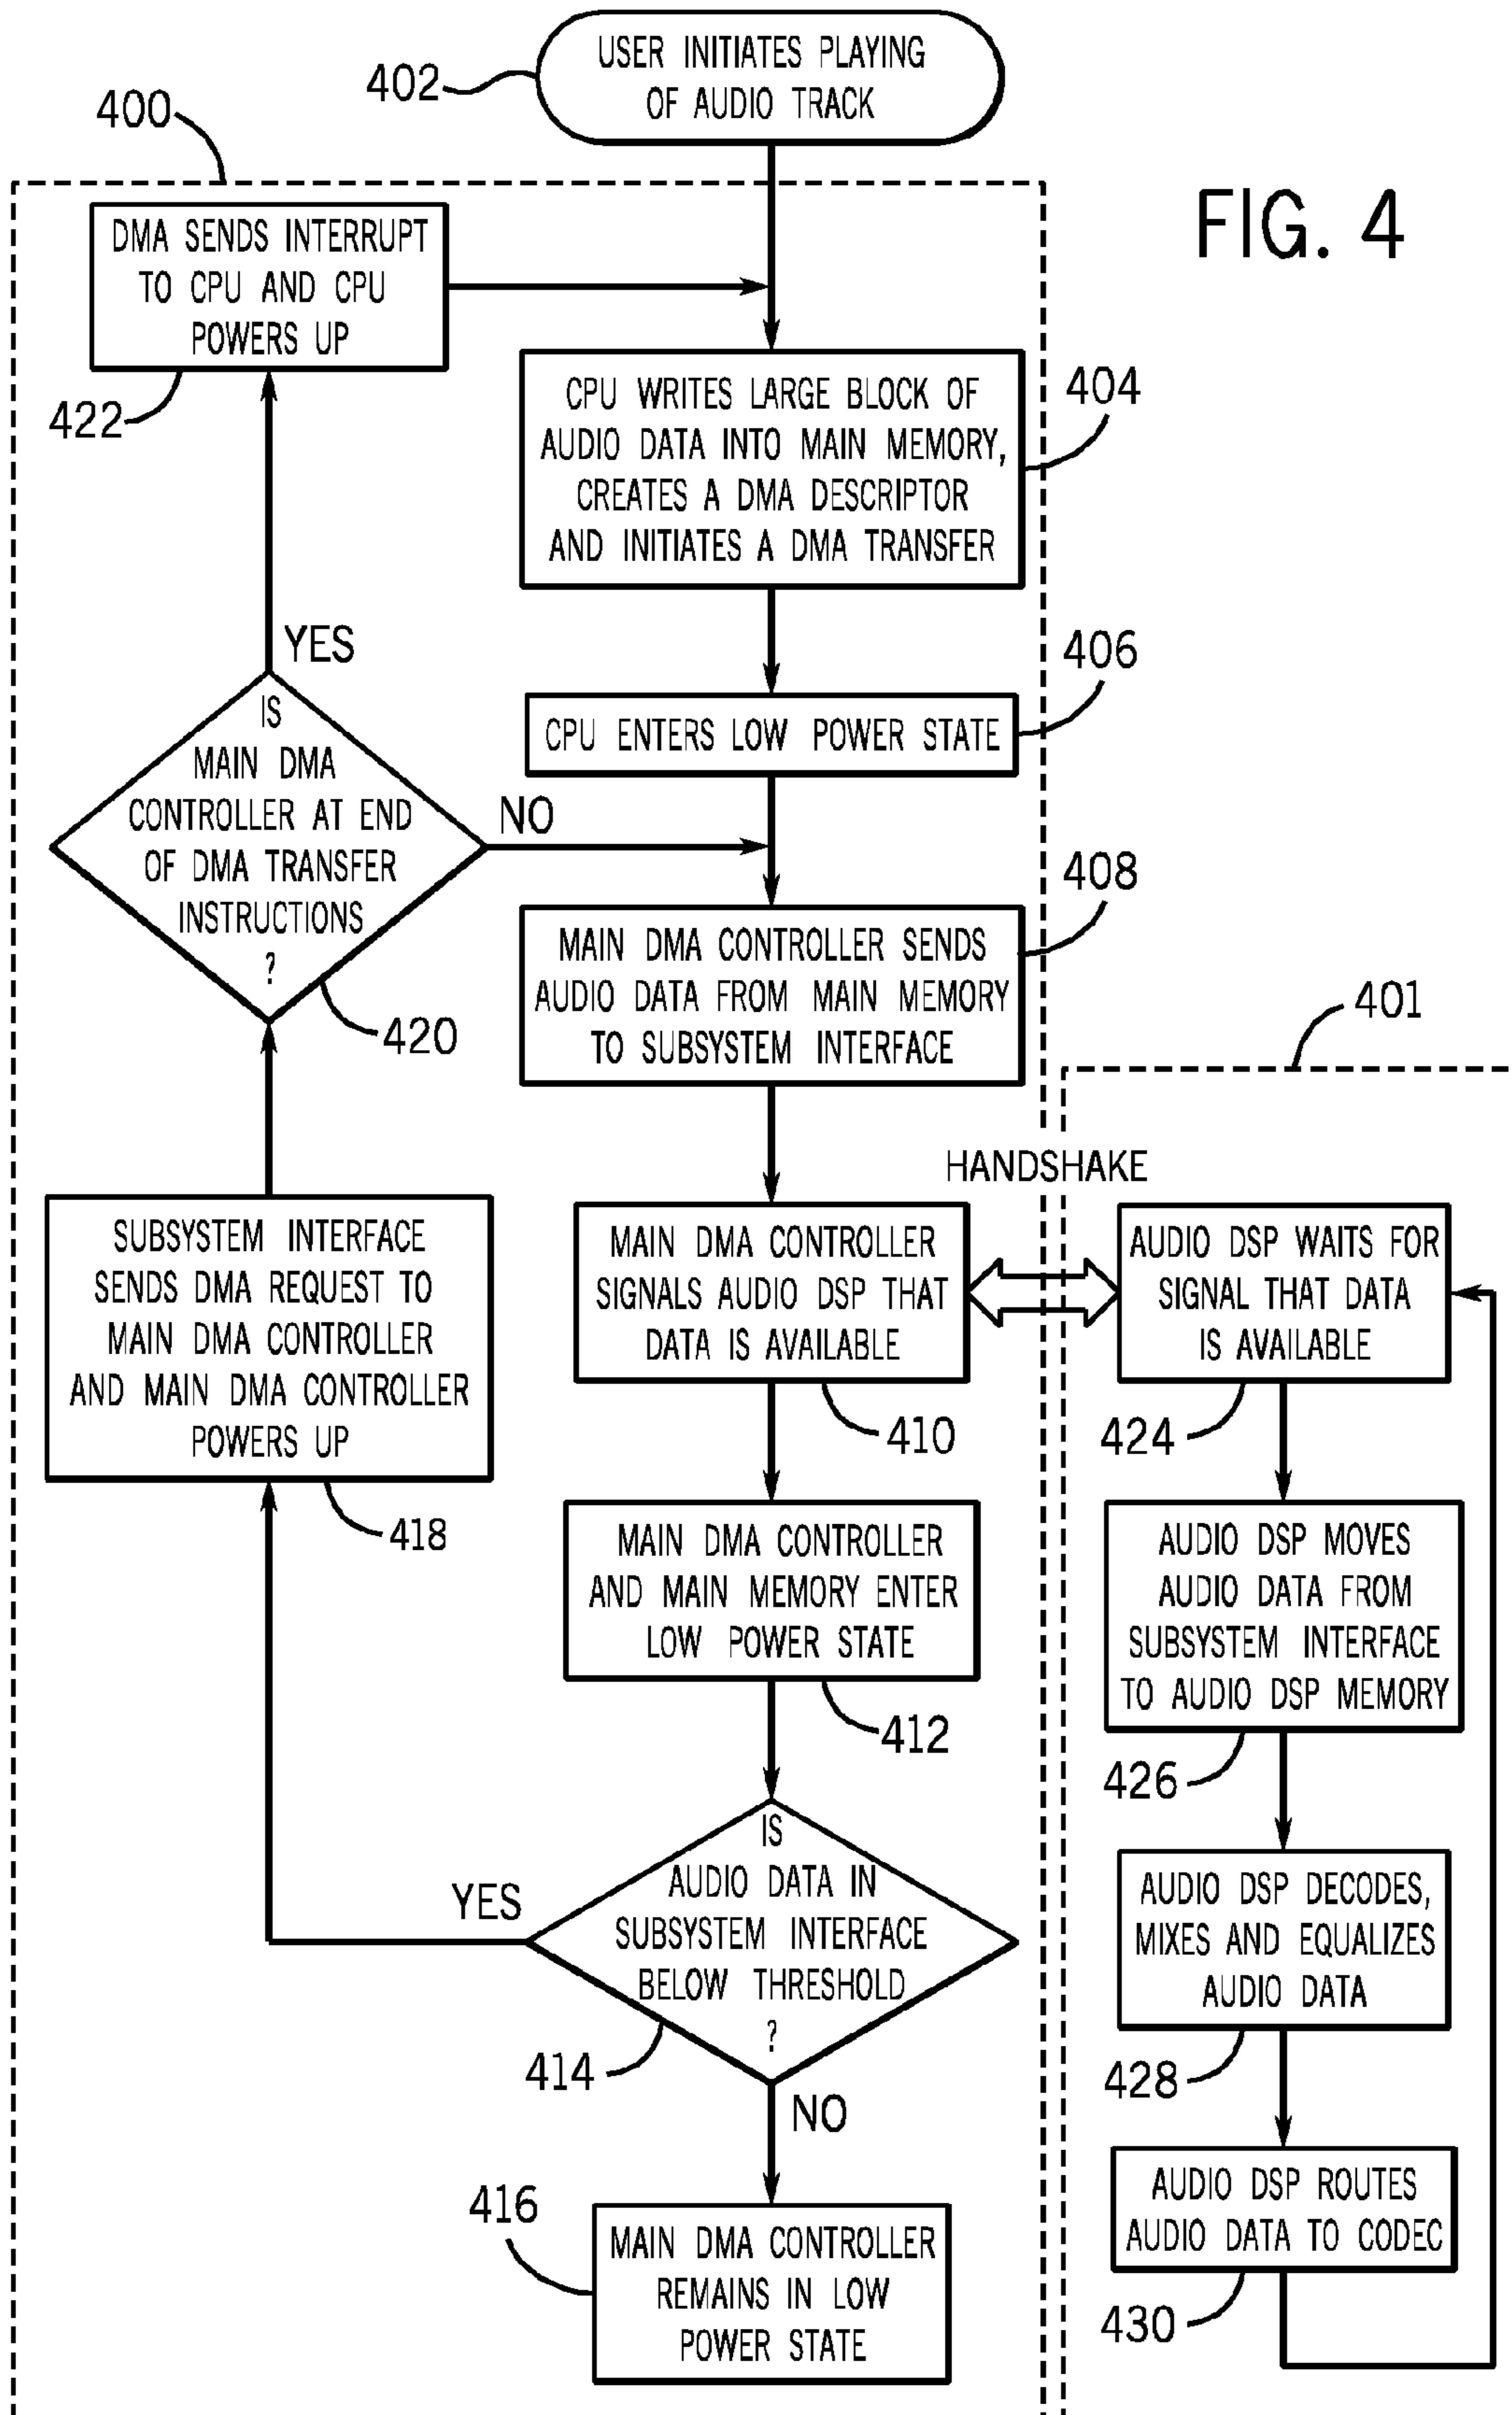 USER INITIATES PLAYING
OF AUDIO TRACK
402
400
FIG. 4
DMA SENDS INTERRUPT
TO CPU AND CPU
POWERS UP
422
CPU WRITES LARGE BLOCK OF
AUDIO DATA INTO MAIN MEMORY,
CREATES A DMA DESCRIPTOR
AND INITIATES A DMA TRANSFER
404
YES
406
CPU ENTERS LOW POWER STATE
IS
MAIN DMA
CONTROLLER AT END
OF DMA TRANSFER
INSTRUCTIONS
?
NO
420
408
MAIN DMA CONTROLLER SENDS
AUDIO DATA FROM MAIN MEMORY
TO SUBSYSTEM INTERFACE
401
HANDSHAKE
SUBSYSTEM INTERFACE
SENDS DMA REQUEST TO
MAIN DMA CONTROLLER
AND MAIN DMA CONTROLLER
POWERS UP
418
MAIN DMA CONTROLLER
SIGNALS AUDIO DSP THAT
DATA IS AVAILABLE
410
AUDIO DSP WAITS FOR
SIGNAL THAT DATA
IS AVAILABLE
424
MAIN DMA CONTROLLER
AND MAIN MEMORY ENTER
LOW POWER STATE
412
AUDIO DSP MOVES
AUDIO DATA FROM
SUBSYSTEM INTERFACE
TO AUDIO DSP MEMORY
426
YES
IS
AUDIO DATA IN
SUBSYSTEM INTERFACE
BELOW THRESHOLD
?
414
NO
AUDIO DSP DECODES,
MIXES AND EQUALIZES
AUDIO DATA
428
416
MAIN DMA CONTROLLER
REMAINS IN LOW
POWER STATE
AUDIO DSP ROUTES
AUDIO DATA TO CODEC
430